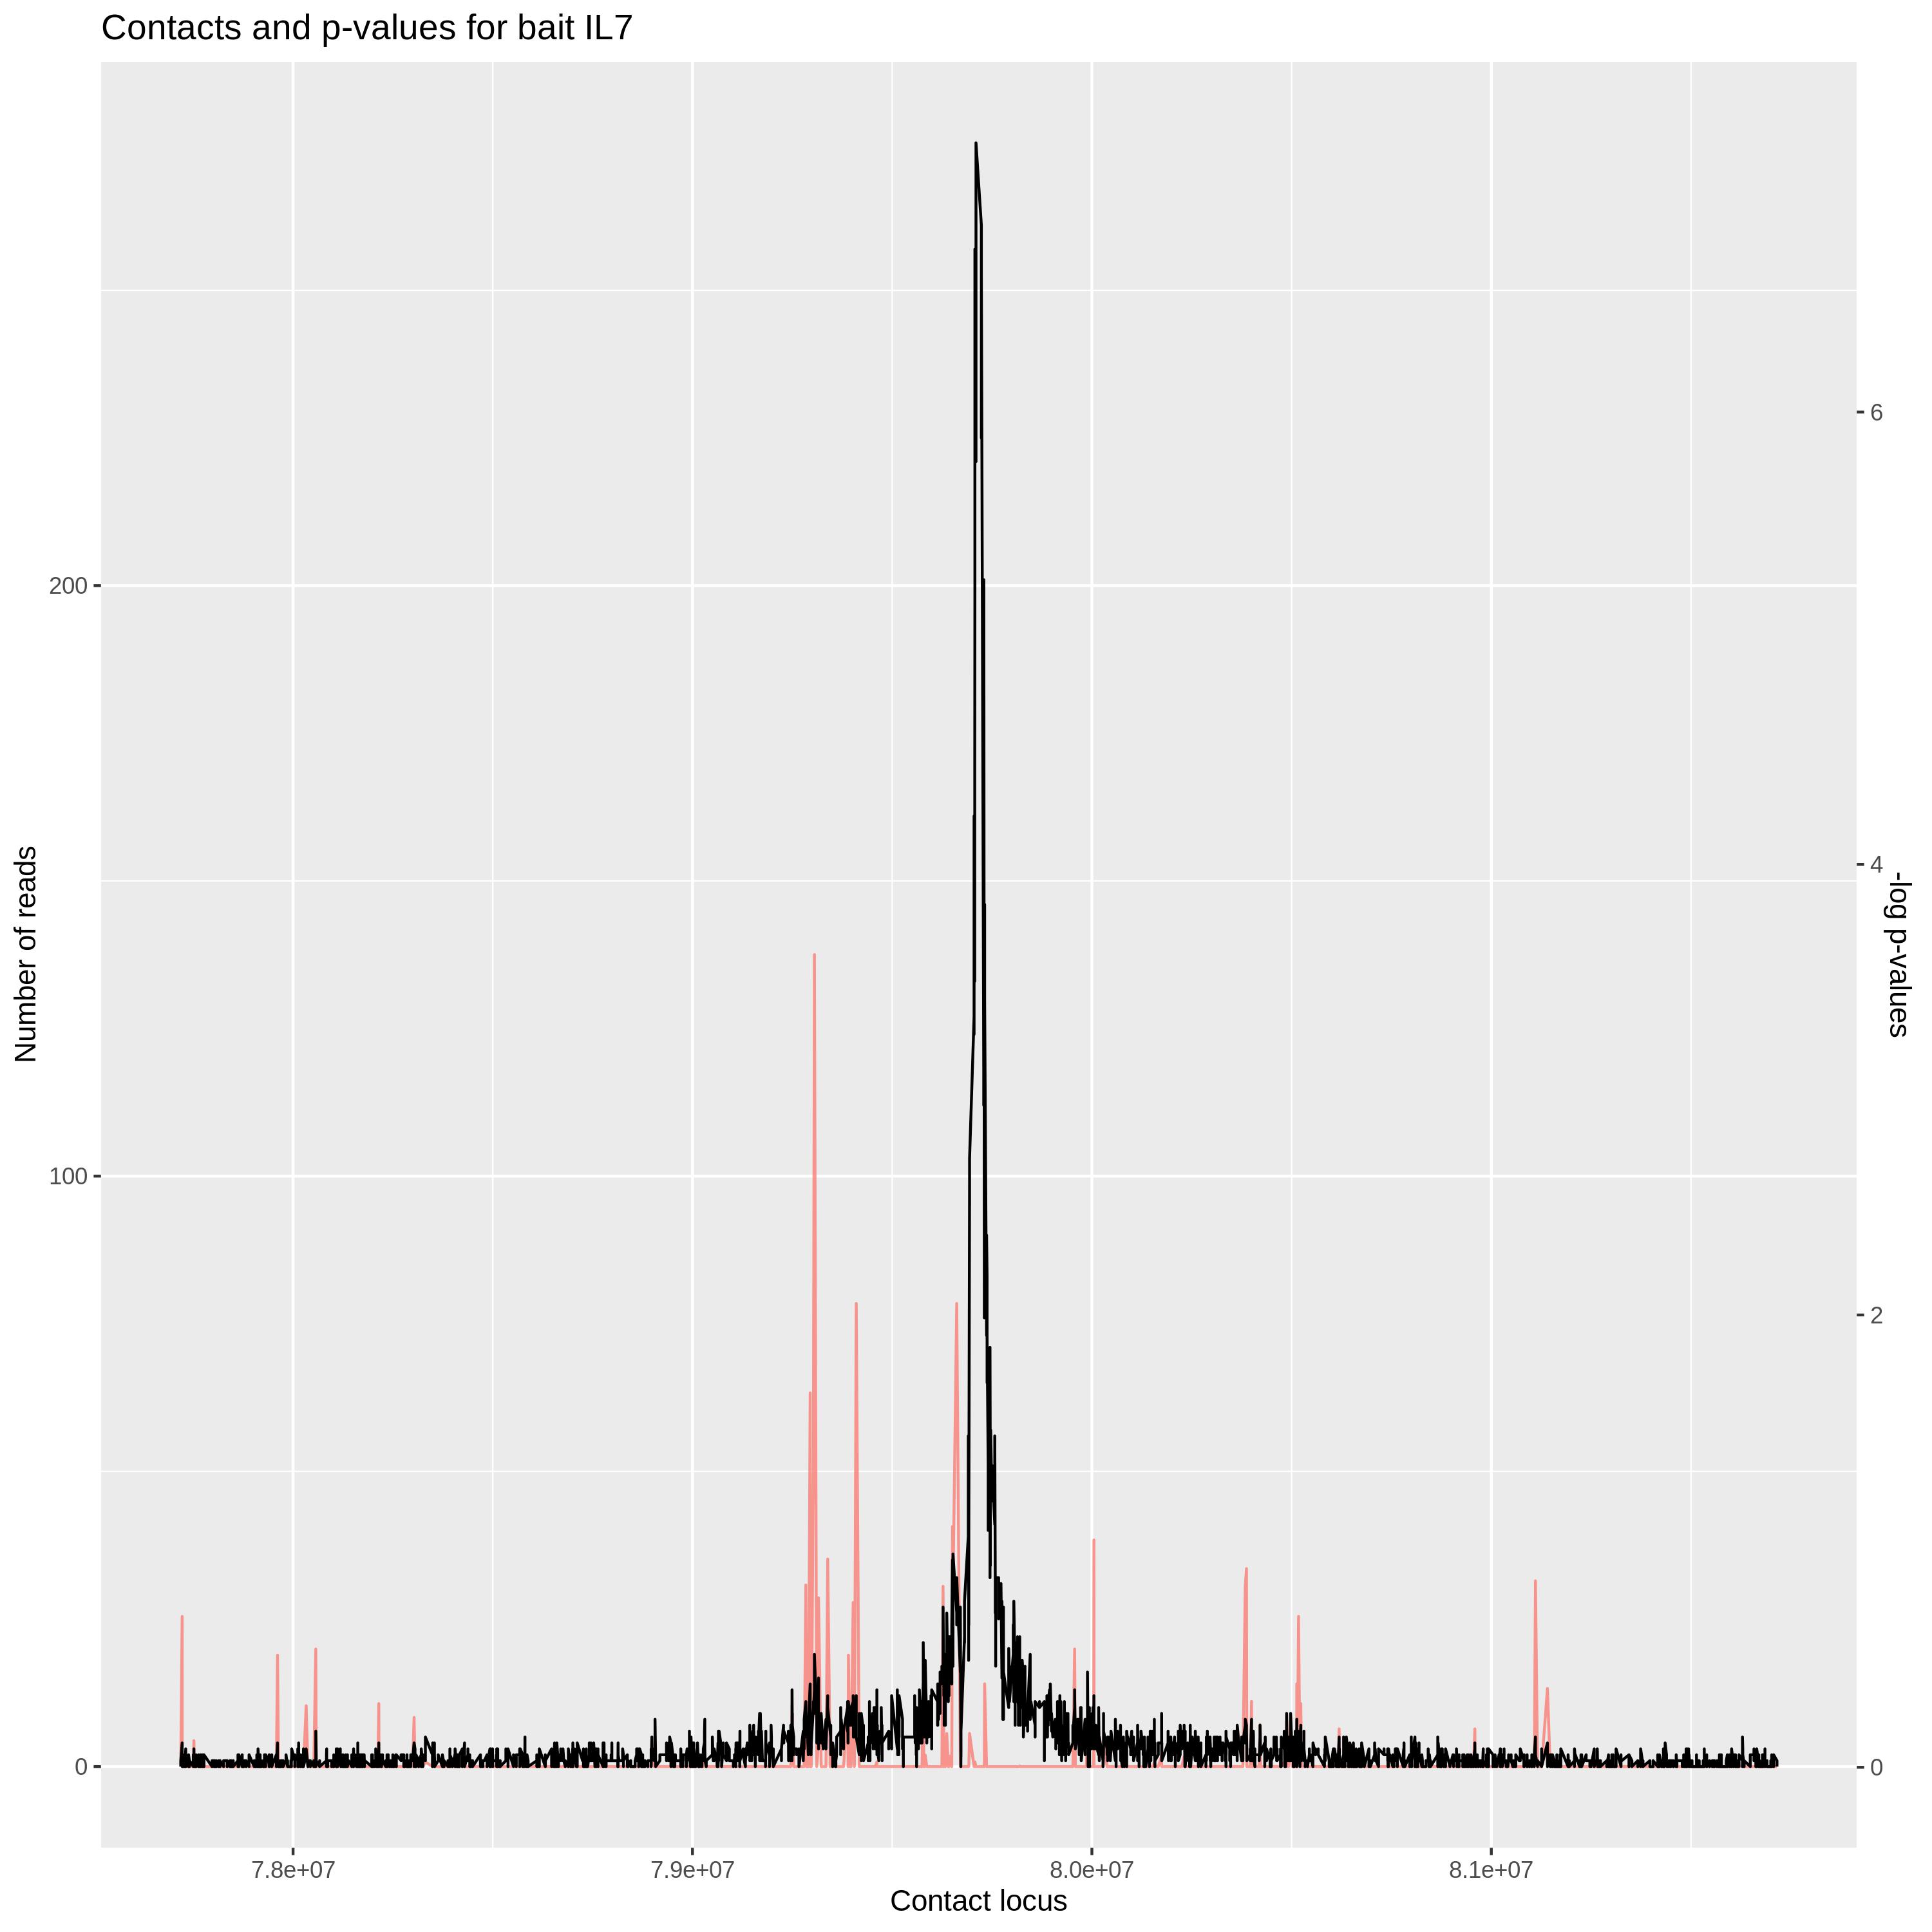 Contacts and p-values for bait IL7
Number of reads
200
100
0
6
4
2
0
-log p-values
7.8e+07
7.9e+07
8.0e+07
8.1e+07
Contact locus